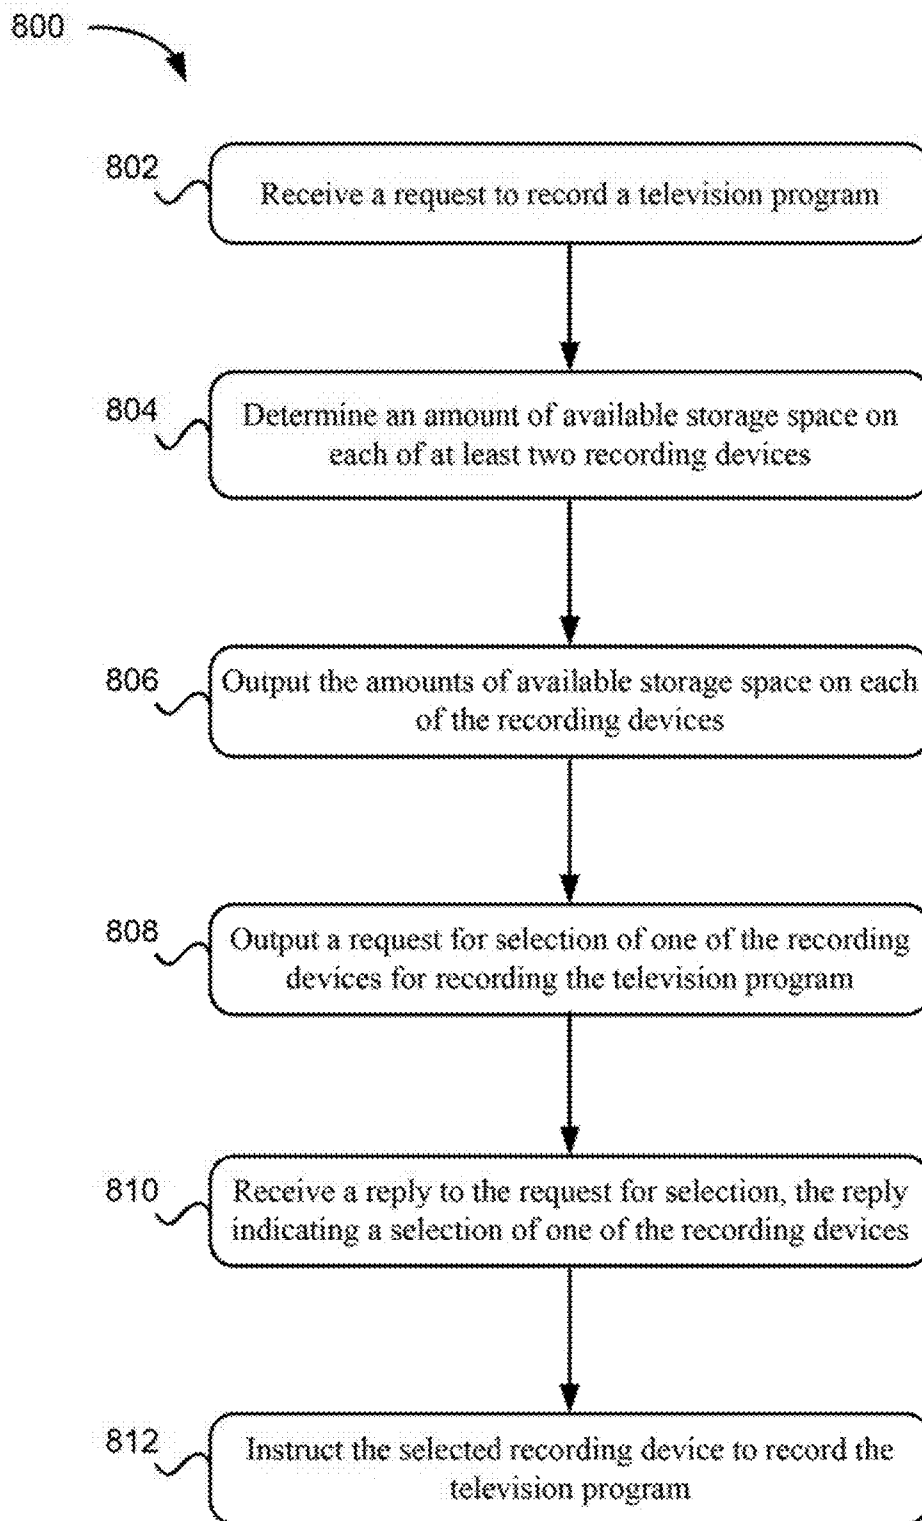 800
802
Receive a request to record a television program
804
Determine an amount of available storage space on
each of at least two recording devices
806
Output the amounts of available storage space on each
of the recording devices
808
Output a request for selection of one of the recording
devices for recording the television program
810
Receive a reply to the request for selection, the reply
indicating a selection of one of the recording devices
812
Instruct the selected recording device to record the
television program